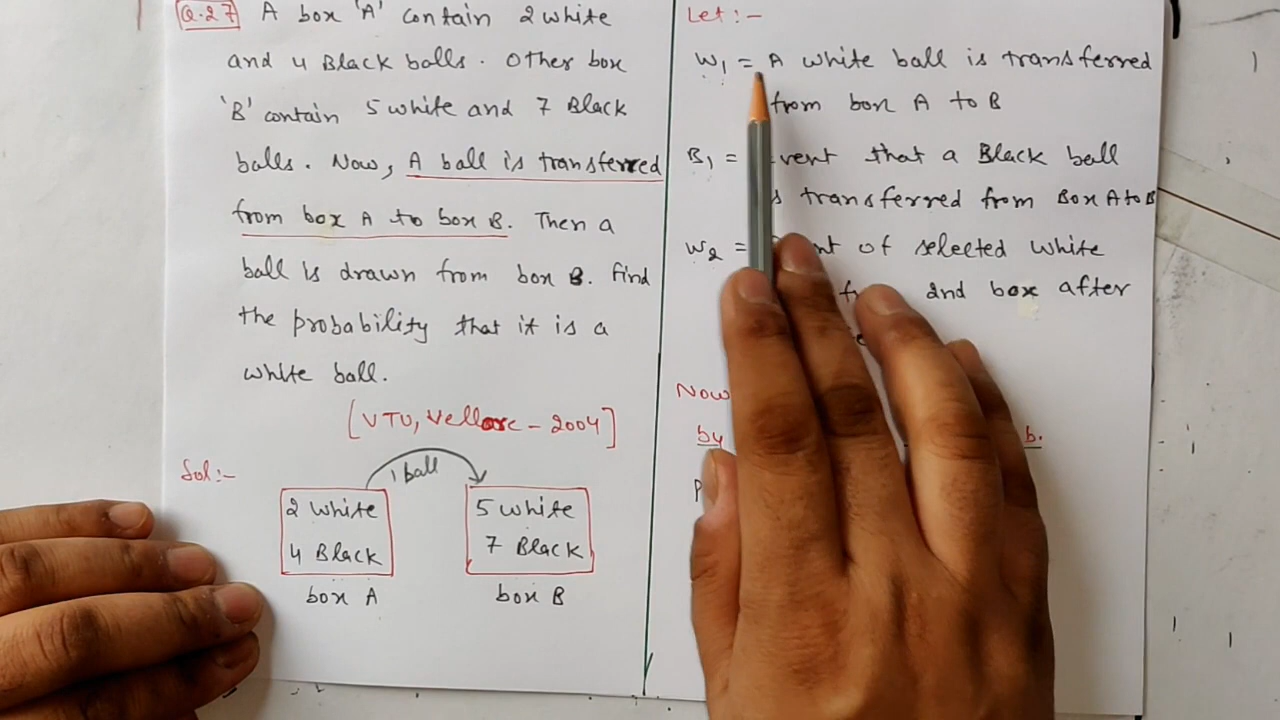 Q.27 A box 'A' contain 2 white
and 4 Black balls. Other box
'B' contain 5 white and 7 Black
balls. Now, A ball is transferred
from box A to box B. Then a
ball is drawn from box B. find
the probability that it is a
white ball.
[VTU, Vellore - 2004]
Sol:-
1 ball
2 White
4 Black
box A
5 white
7 Black
box B
Let :-
W1 = A white ball is transferred
from box A to B
B1 = event that a Black ball
transferred from Box A to B
W2 = of selected white
2nd box after
Now
by b.
P